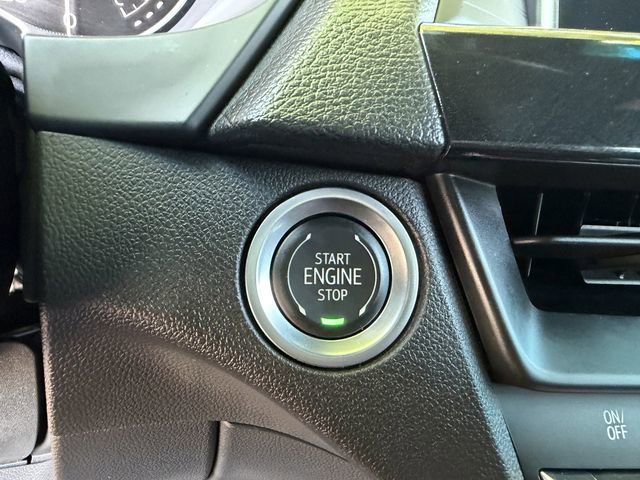 START
ENGINE
STOP
ON/
OFF